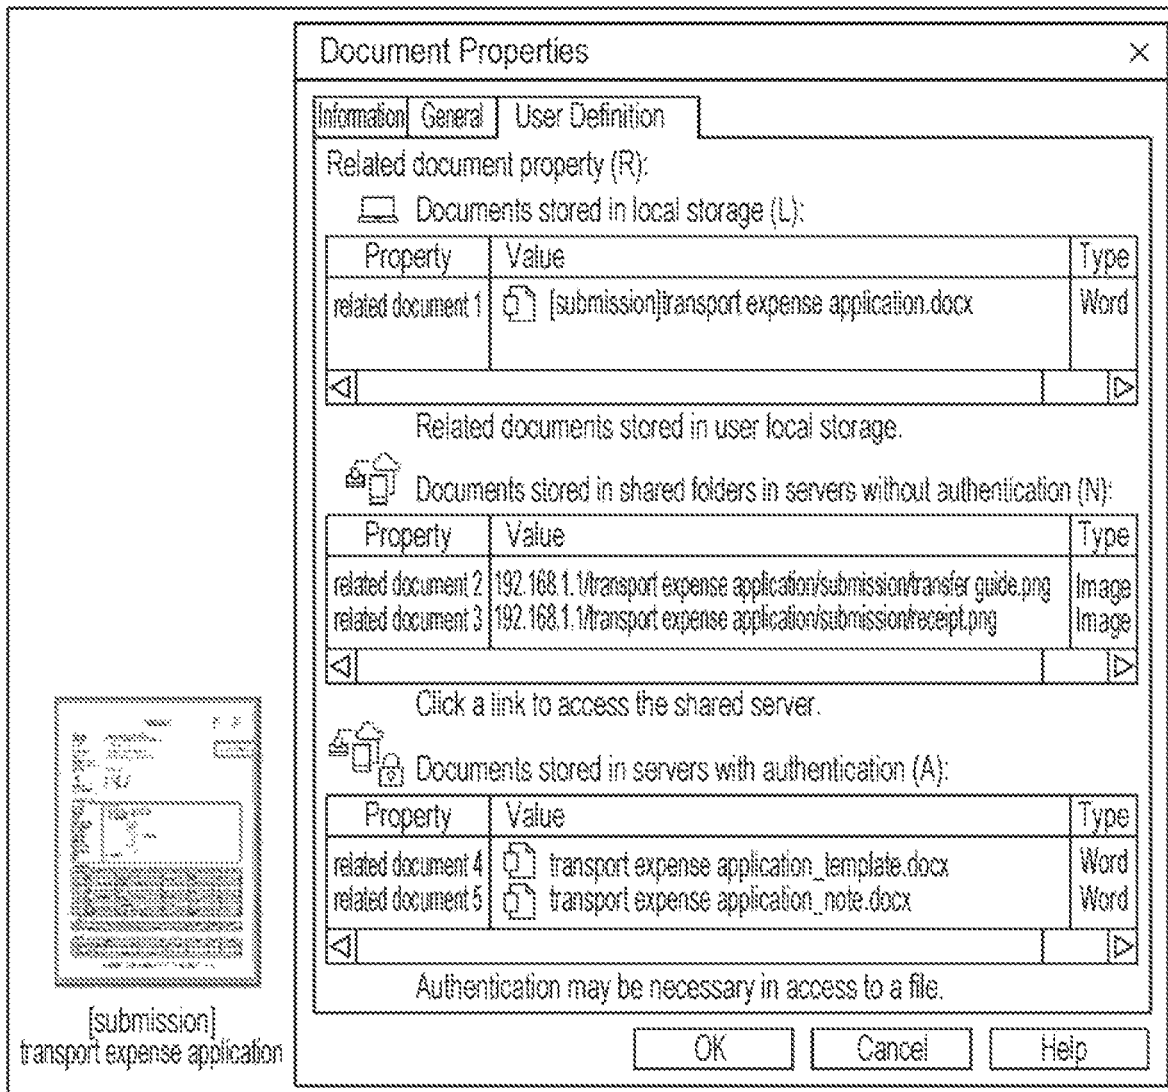 Document Properties
Information General User Definition
Related document property (R):
Documents stored in local storage (L):
Property Value Type
related document 1 [submission]transport expense application.docx Word
Related documents stored in user local storage.
Documents stored in shared folders in servers without authentication (N):
Property Value Type
related document 2 192.168.1.1/transport expense application/submission/transfer guide.png Image
related document 3 192.168.1.1/transport expense application/submission/receipt.png Image
Click a link to access the shared server.
Documents stored in servers with authentication (A):
Property Value Type
related document 4 transport expense application_template.docx Word
related document 5 transport expense application_note.docx Word
Authentication may be necessary in access to a file.
[submission]
transport expense application
OK Cancel Help